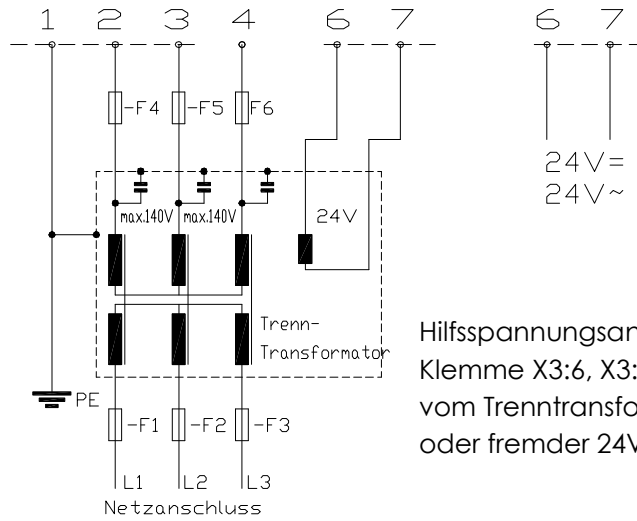 1 2 3 4 6 7 6 7
-F4 -F5 F6
24V=
24V~
max.140V max.140V 24V
Trenn-
Transformator
Hilfsspannungsan
Klemme X3:6, X3:
vom Trenntransfo
oder fremder 24V
PE
-F1 -F2 -F3
L1 L2 L3
Netzanschluss